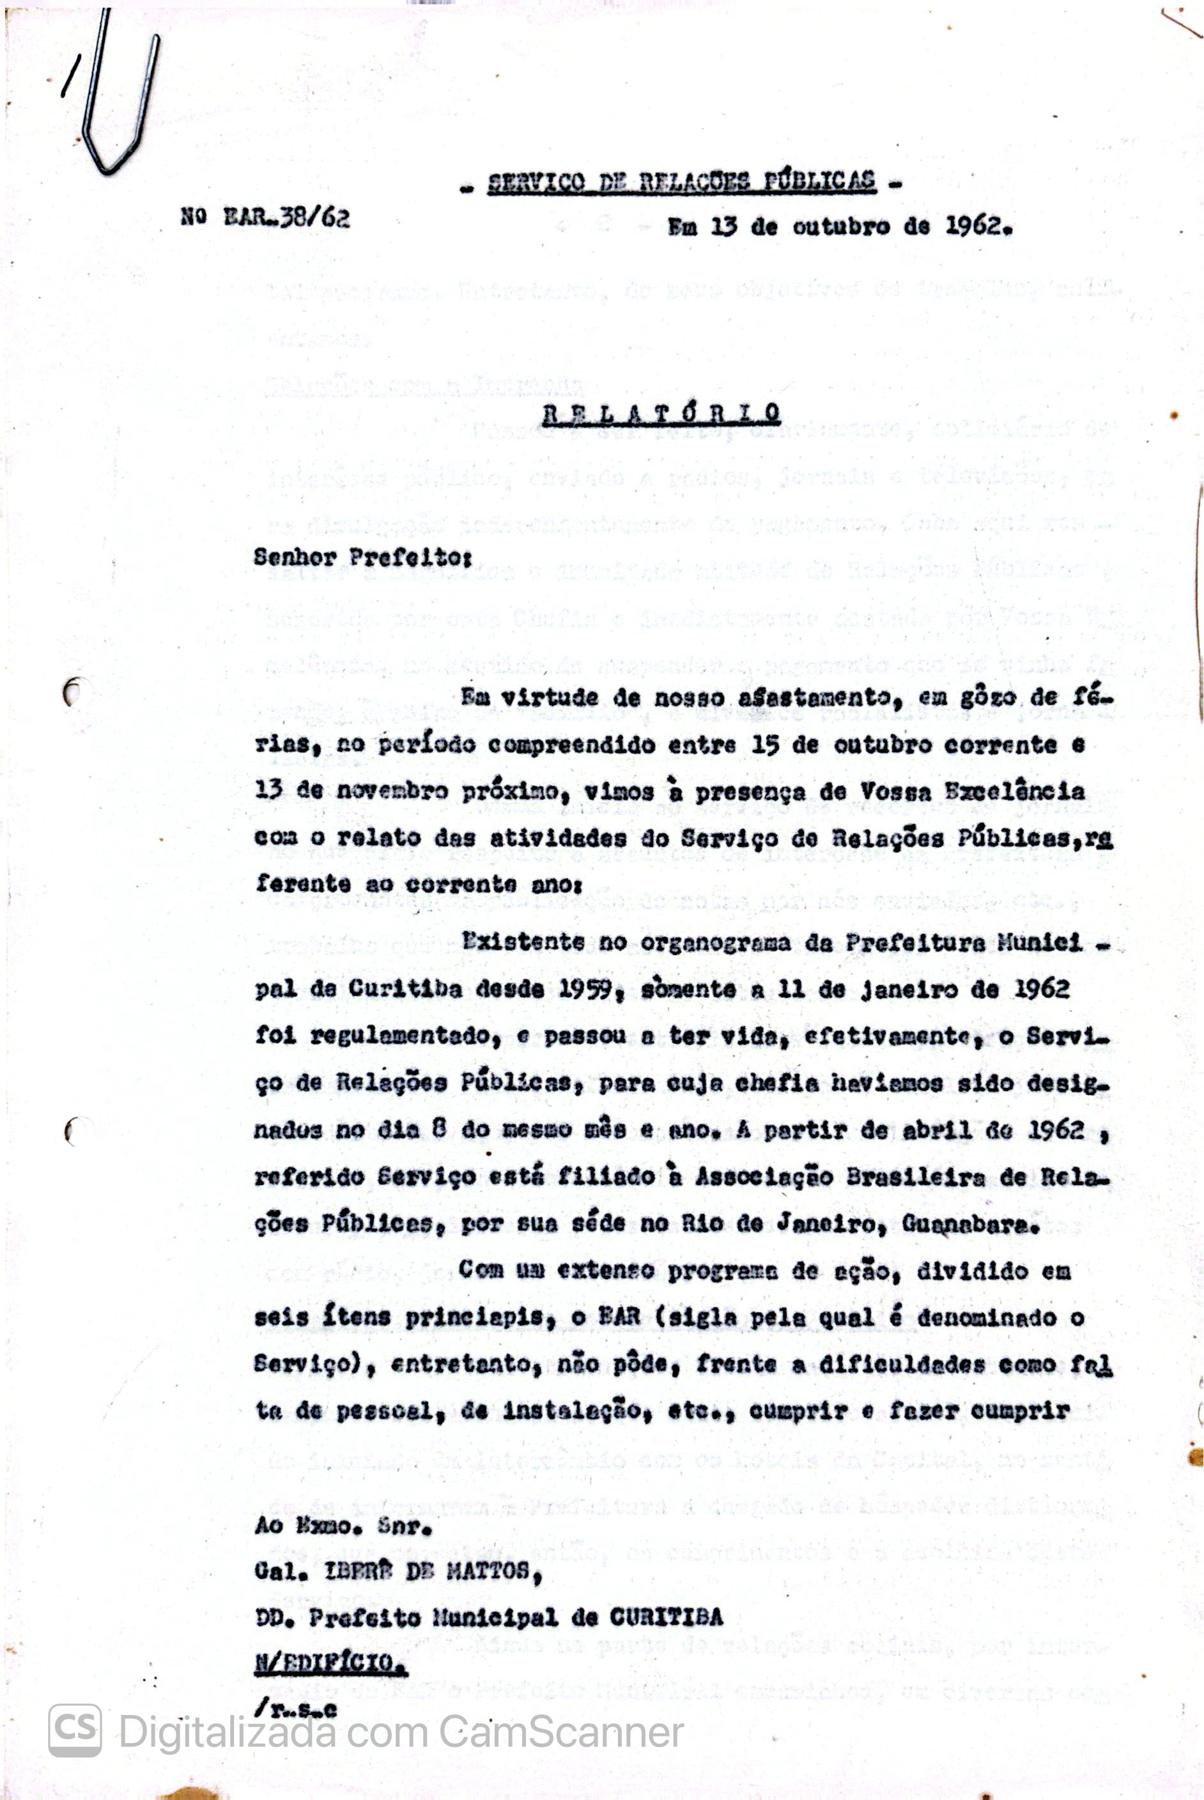 - SERVIÇO DE RELAÇÕES PÚBLICAS -
Nº EAR.38/62
Em 13 de outubro de 1962.
R E L A T Ó R I O
Senhor Prefeito:
Em virtude de nosso afastamento, em gôzo de fé-
rias, no período compreendido entre 15 de outubro corrente e
13 de novembro próximo, vimos à presença de Vossa Excelência
com o relato das atividades do Serviço de Relações Públicas,re
ferente ao corrente ano:
Existente no organograma da Prefeitura Munici -
pal de Curitiba desde 1959, sòmente a 11 de janeiro de 1962
foi regulamentado, e passou a ter vida, efetivamente, o Servi-
ço de Relações Públicas, para cuja chefia haviamos sido desig-
nados no dia 8 do mesmo mês e ano. A partir de abril de 1962 ,
referido Serviço está filiado à Associação Brasileira de Rela-
ções Públicas, por sua séde no Rio de Janeiro, Guanabara.
Com um extenso programa de ação, dividido em
seis ítens princiapis, o EAR (sigla pela qual é denominado o
Serviço), entretanto, não pôde, frente a dificuldades como fal
ta de pessoal, de instalação, etc., cumprir e fazer cumprir
Ao Exmo. Snr.
Gal. IBERÊ DE MATTOS,
DD. Prefeito Municipal de CURITIBA
N/EDIFÍCIO.
/r.s.c
CS Digitalizada com CamScanner